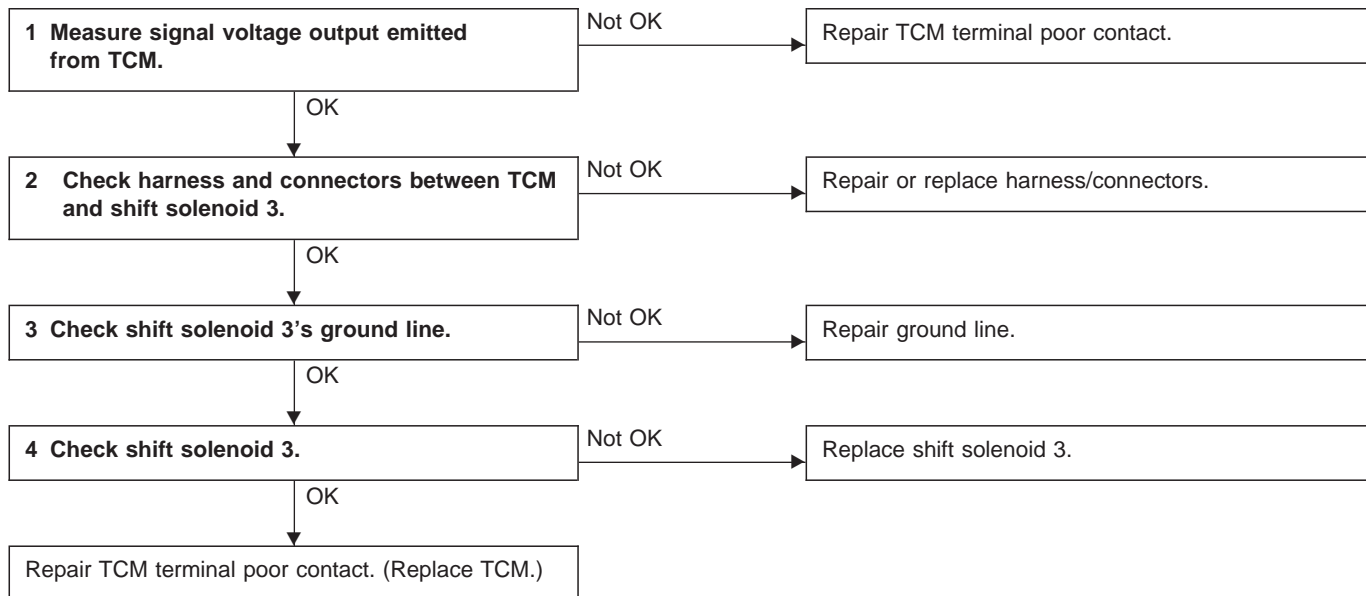 1 Measure signal voltage output emitted
from TCM.
Not OK
Repair TCM terminal poor contact.
OK
2 Check harness and connectors between TCM
and shift solenoid 3.
Not OK
Repair or replace harness/connectors.
OK
3 Check shift solenoid 3's ground line.
Not OK
Repair ground line.
OK
4 Check shift solenoid 3.
Not OK
Replace shift solenoid 3.
OK
Repair TCM terminal poor contact. (Replace TCM.)